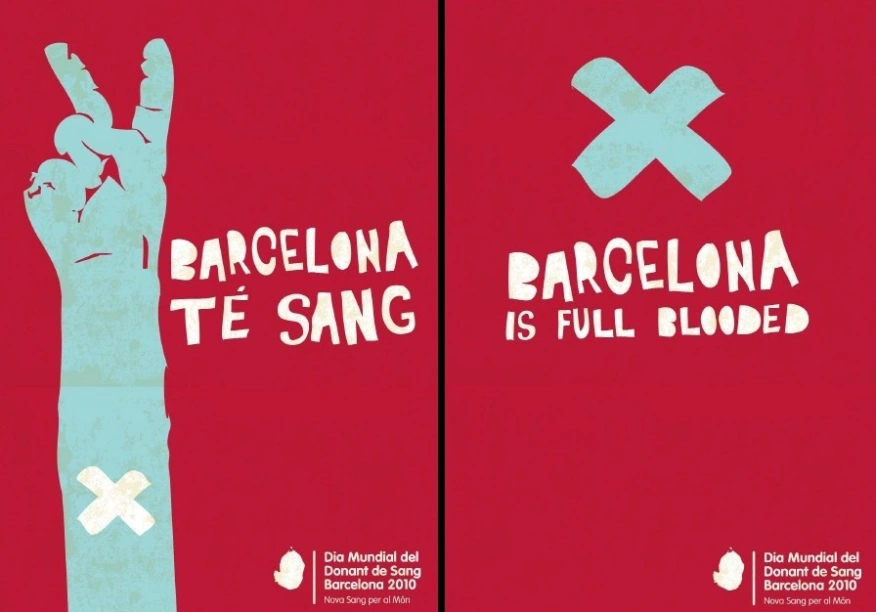 BARCELONA
TÉ SANG
Dia Mundial del
Donant de Sang
Barcelona 2010
Nova Sang per al Món
BARCELONA
IS FULL BLOODED
Dia Mundial del
Donant de Sang
Barcelona 2010
Nova Sang per al Món